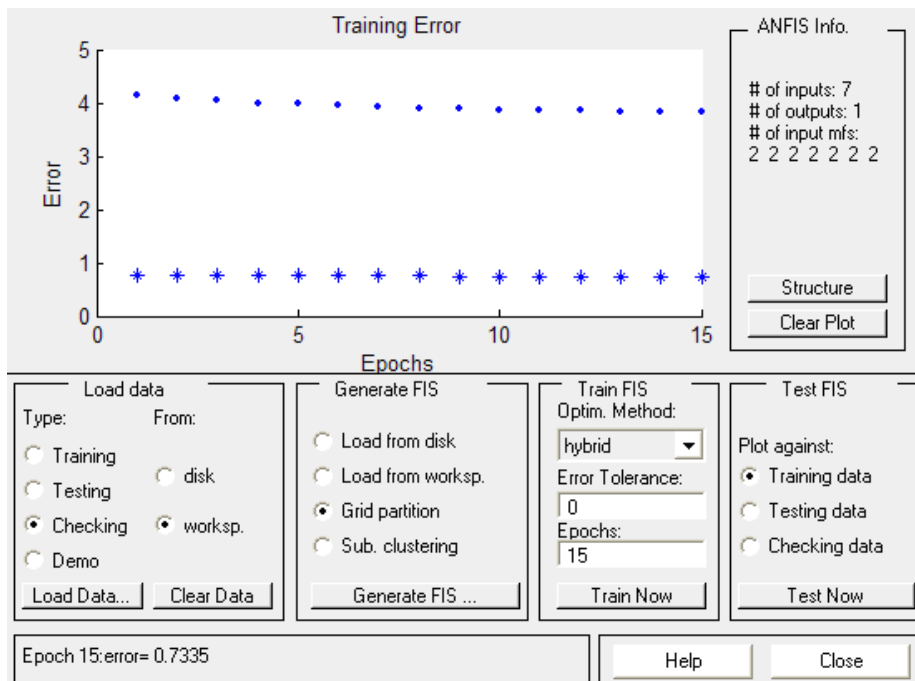 Training Error
5
4
3
2
1
0
Error
0
5
10
15
Epochs
ANFIS Info.
# of inputs: 7
# of outputs: 1
# of input mfs:
2 2 2 2 2 2 2
Structure
Clear Plot
Load data
Type:
From:
Training
Testing
Checking
Demo
disk
worksp.
Load Data...
Clear Data
Generate FIS
Load from disk
Load from worksp.
Grid partition
Sub. clustering
Generate FIS ...
Train FIS
Optim. Method:
hybrid
Error Tolerance:
0
Epochs:
15
Train Now
Test FIS
Plot against:
Training data
Testing data
Checking data
Test Now
Epoch 15:error= 0.7335
Help
Close